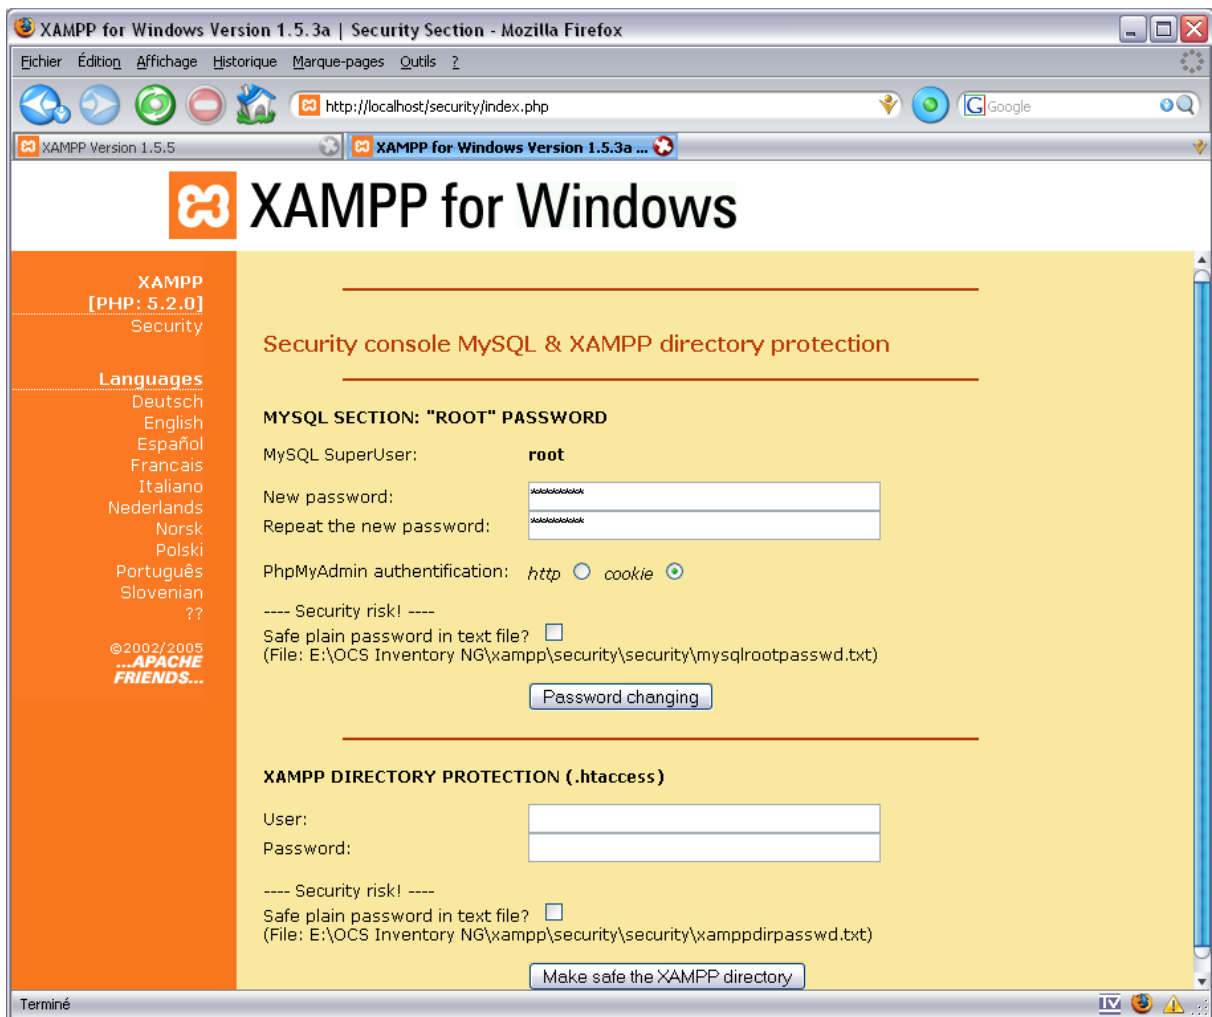 XAMPP for Windows Version 1.5.3a | Security Section - Mozilla Firefox
Fichier Édition Affichage Historique Marque-pages Outils ?
http://localhost/security/index.php
G Google
XAMPP Version 1.5.5
XAMPP for Windows Version 1.5.3a ...
XAMPP for Windows
XAMPP
[PHP: 5.2.0]
Security
Languages
Deutsch
English
Español
Francais
Italiano
Nederlands
Norsk
Polski
Português
Slovenian
??
©2002/2005
...APACHE
FRIENDS...
Security console MySQL & XAMPP directory protection
MYSQL SECTION: "ROOT" PASSWORD
MySQL SuperUser: root
New password: *********
Repeat the new password: *********
PhpMyAdmin authentification: http cookie
---- Security risk! ----
Safe plain password in text file?
(File: E:\OCS Inventory NG\xampp\security\security\mysqlrootpasswd.txt)
Password changing
XAMPP DIRECTORY PROTECTION (.htaccess)
User:
Password:
---- Security risk! ----
Safe plain password in text file?
(File: E:\OCS Inventory NG\xampp\security\security\xamppdirpasswd.txt)
Make safe the XAMPP directory
Terminé